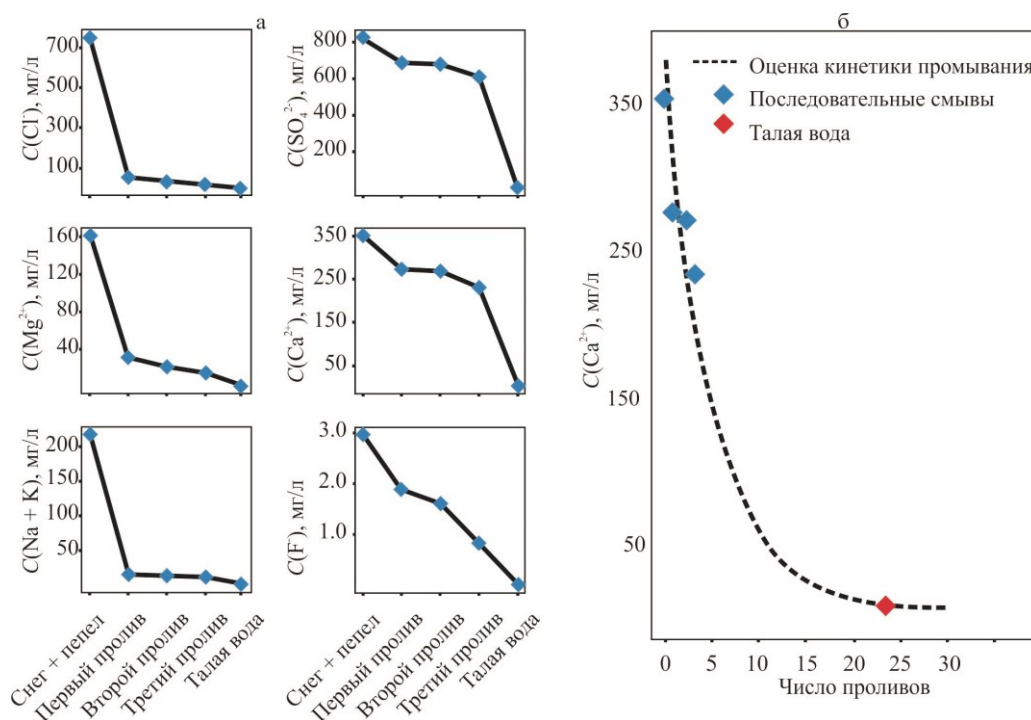 а
C(Cl⁻), мг/л
700
500
300
100
C(SO₄²⁻), мг/л
800
600
400
200
C(Mg²⁺), мг/л
160
120
80
40
C(Ca²⁺), мг/л
350
250
150
50
C(Na + K), мг/л
200
150
100
50
C(F⁻), мг/л
3.0
2.0
1.0
Снег + пепел
Первый пролив
Второй пролив
Третий пролив
Талая вода
Снег + пепел
Первый пролив
Второй пролив
Третий пролив
Талая вода
б
Оценка кинетики промывания
Последовательные смывы
Талая вода
C(Ca²⁺), мг/л
350
250
150
50
0 5 10 15 20 25 30
Число проливов